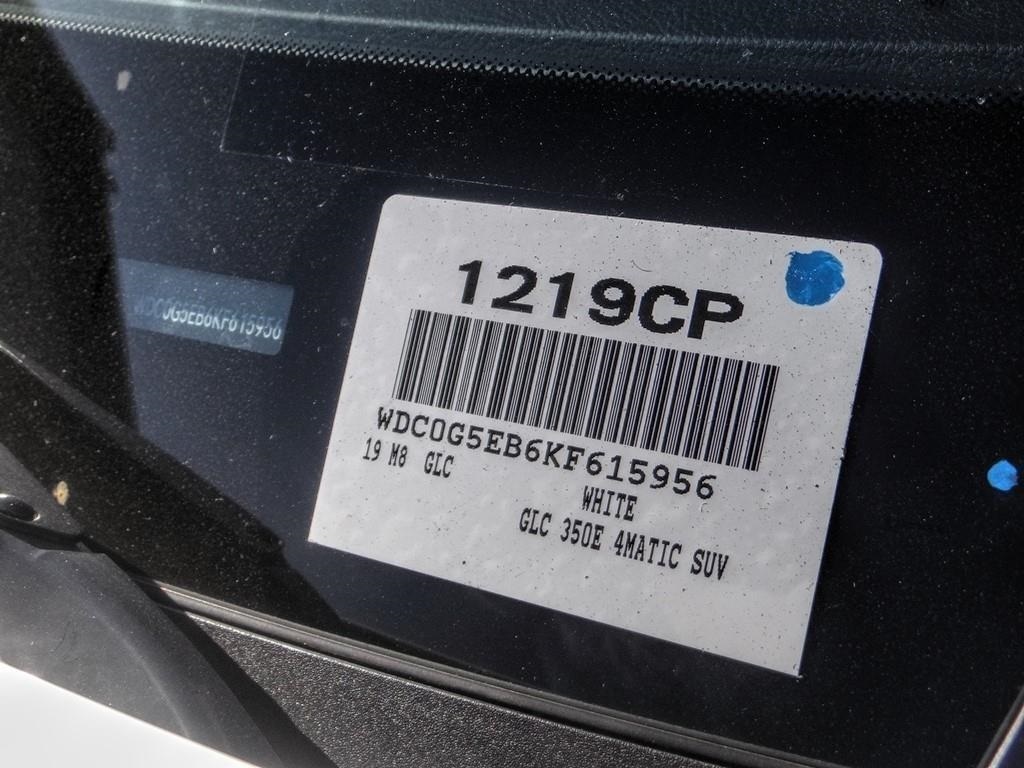 1219CP
WDC0G5EB6KF615956
WDC0G5EB6KF615956
19 M8 GLC
WHITE
GLC 350E 4MATIC SUV